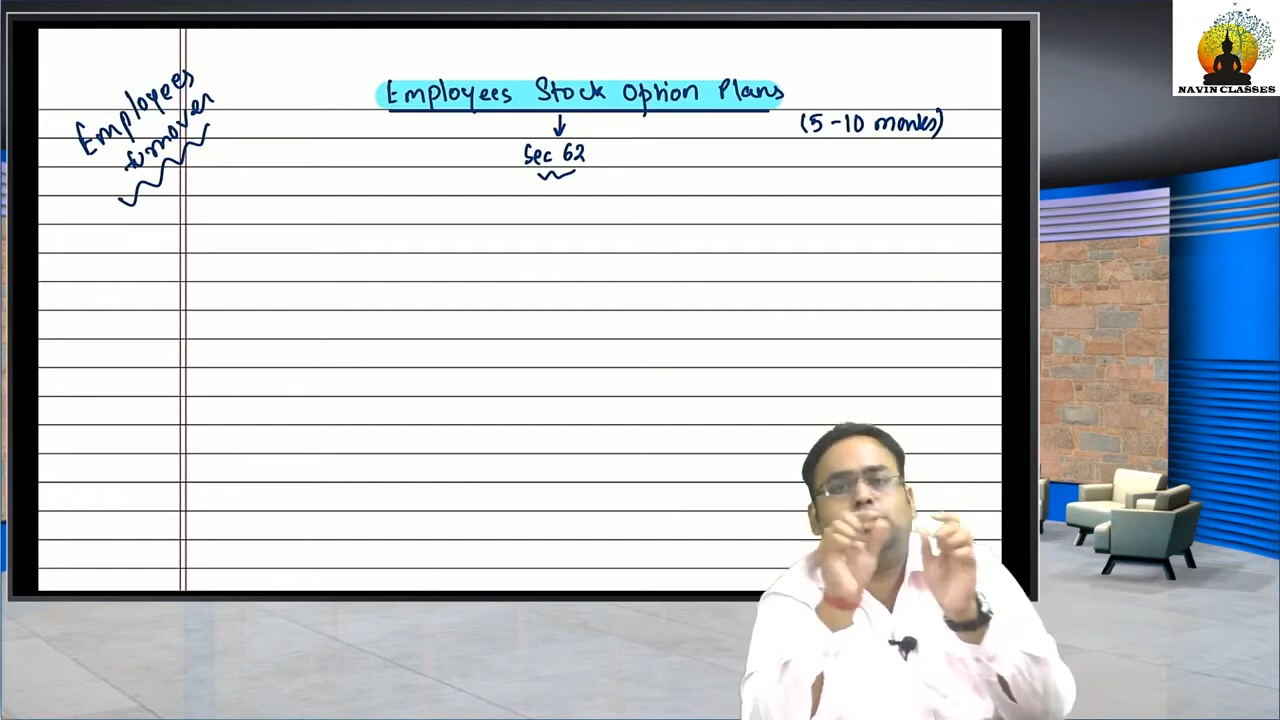 Employees Stock Option Plans
(5-10 marks)
Sec 62
Employees
turnover
NAVIN CLASSES